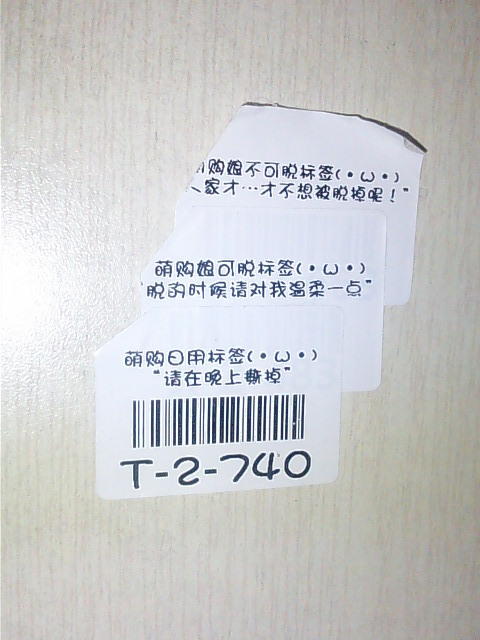 购娘不可脱标签(·ω·)
家才…才不想被脱掉呢！"
萌购娘可脱标签(·ω·)
"脱的时候请对我温柔一点"
萌购日用标签(·ω·)
"请在晚上撕掉"
T-2-740